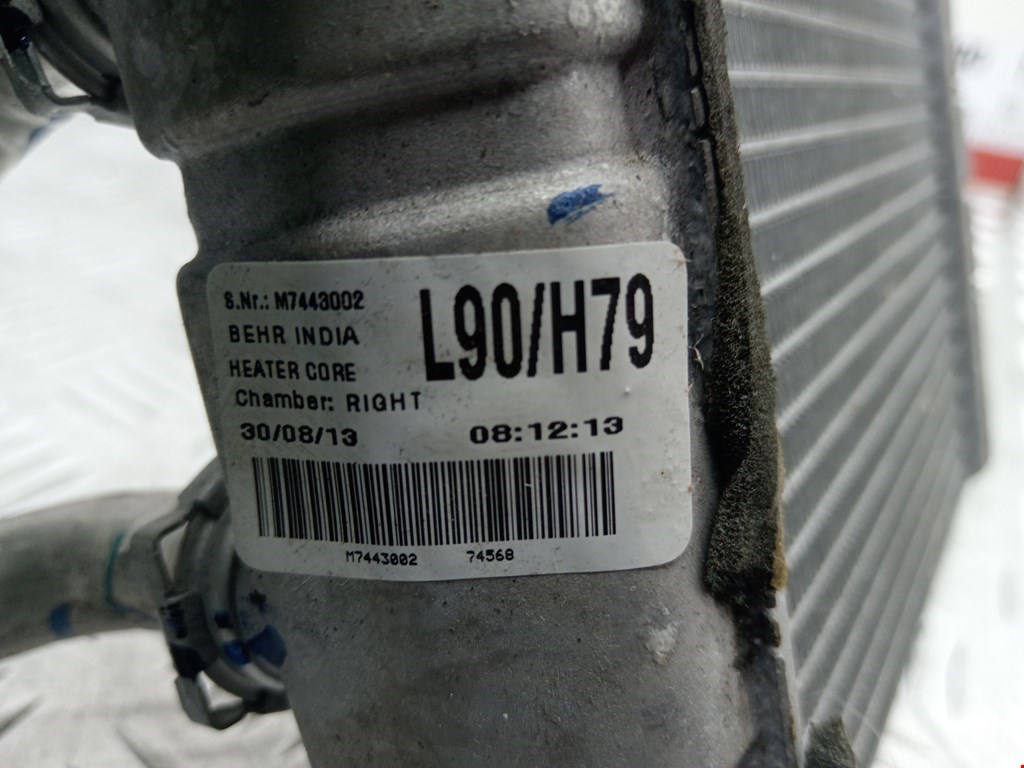 S.Nr.: M7443002
BEHR INDIA
HEATER CORE
L90/H79
Chamber: RIGHT
30/08/13 08:12:13
M7443002 74568